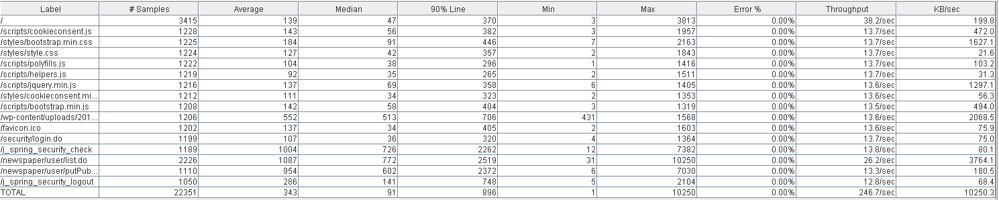 Label # Samples Average Median 90% Line Min Max Error % Throughput KB/sec
/ 3415 139 47 370 3 3813 0.00% 38.2/sec 199.8
/scripts/cookieconsent.js 1228 143 56 382 3 1957 0.00% 13.7/sec 472.0
/styles/bootstrap.min.css 1225 184 91 446 7 2163 0.00% 13.7/sec 1627.1
/styles/style.css 1224 127 42 357 2 1843 0.00% 13.7/sec 21.6
/scripts/polyfills.js 1222 104 38 296 1 1416 0.00% 13.7/sec 103.2
/scripts/helpers.js 1219 92 35 265 2 1511 0.00% 13.7/sec 31.3
/scripts/jquery.min.js 1216 137 69 358 6 1405 0.00% 13.6/sec 1297.1
/styles/cookieconsent.mi... 1212 111 34 323 2 1353 0.00% 13.6/sec 56.3
/scripts/bootstrap.min.js 1208 142 58 404 3 1319 0.00% 13.5/sec 494.0
/wp-content/uploads/201... 1206 552 513 706 431 1568 0.00% 13.6/sec 2068.5
/favicon.ico 1202 137 34 405 2 1603 0.00% 13.6/sec 75.9
/security/login.do 1199 107 36 320 4 1364 0.00% 13.7/sec 75.0
/j_spring_security_check 1189 1004 726 2262 12 7382 0.00% 13.8/sec 80.1
/newspaper/user/list.do 2226 1087 772 2519 31 10250 0.00% 26.2/sec 3764.1
/newspaper/user/putPub... 1110 954 602 2372 6 7030 0.00% 13.3/sec 180.5
/j_spring_security_logout 1050 286 141 748 5 2104 0.00% 12.8/sec 68.4
TOTAL 22351 343 91 896 1 10250 0.00% 246.7/sec 10250.3